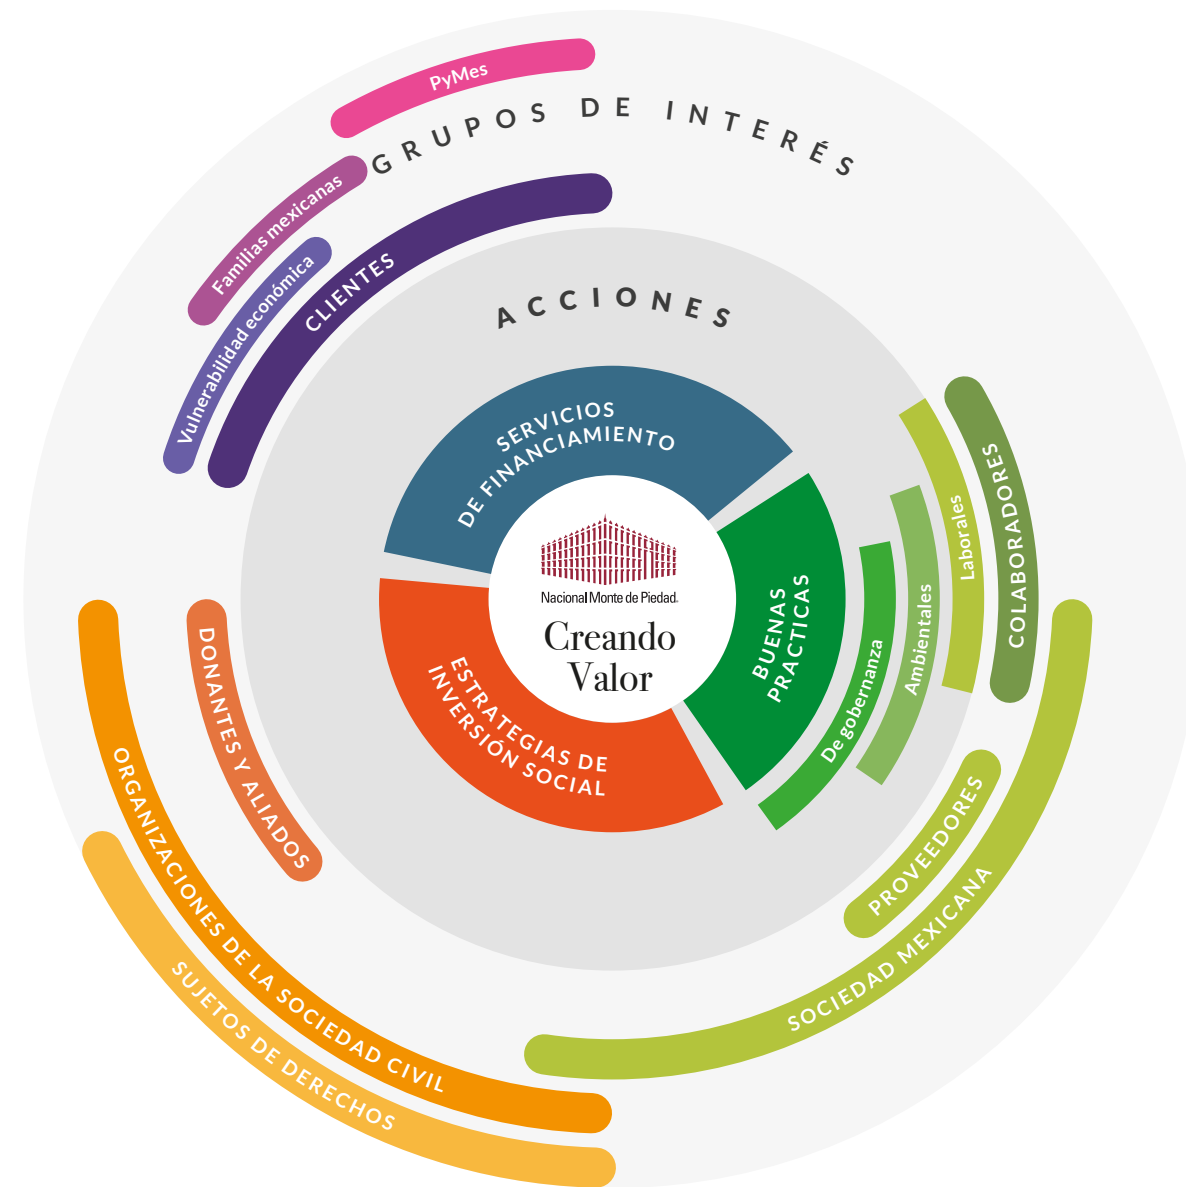 PyMes
GRUPOS DE INTERÉS
Familias mexicanas
Vulnerabilidad económica
CLIENTES
ACCIONES
SERVICIOS
DE FINANCIAMIENTO
Nacional Monte de Piedad.
Creando
Valor
BUENAS
PRACTICAS
De gobernanza
Ambientales
Laborales
COLABORADORES
ESTRATEGIAS DE
INVERSIÓN SOCIAL
DONANTES Y ALIADOS
ORGANIZACIONES DE LA SOCIEDAD CIVIL
SUJETOS DE DERECHOS
PROVEEDORES
SOCIEDAD MEXICANA